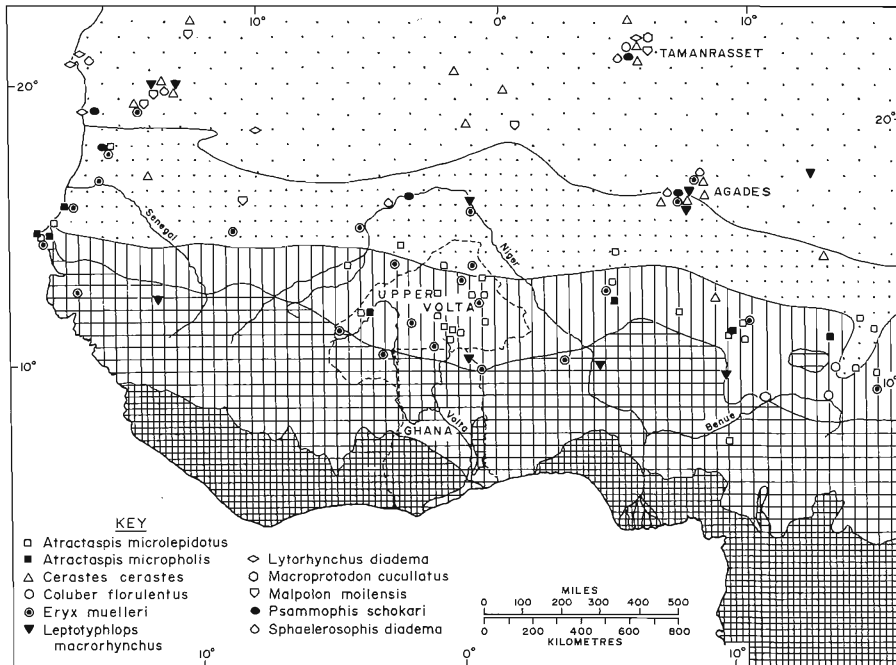 10° 0° 10°
TAMANRASSET
20° 20°
AGADES
Senegal
Niger
UPPER
VOLTA
10° 10°
GHANA
Volta
Benue
KEY
Atractaspis microlepidotus
Atractaspis micropholis
Cerastes cerastes
Coluber florulentus
Eryx muelleri
Leptotyphlops
macrorhynchus
Lytorhynchus diadema
Macroprotodon cucullatus
Malpolon moilensis
Psammophis schokari
Sphaelerosophis diadema
MILES
0 100 200 300 400 500
0 200 400 600 800
KILOMETRES
10° 0° 10°